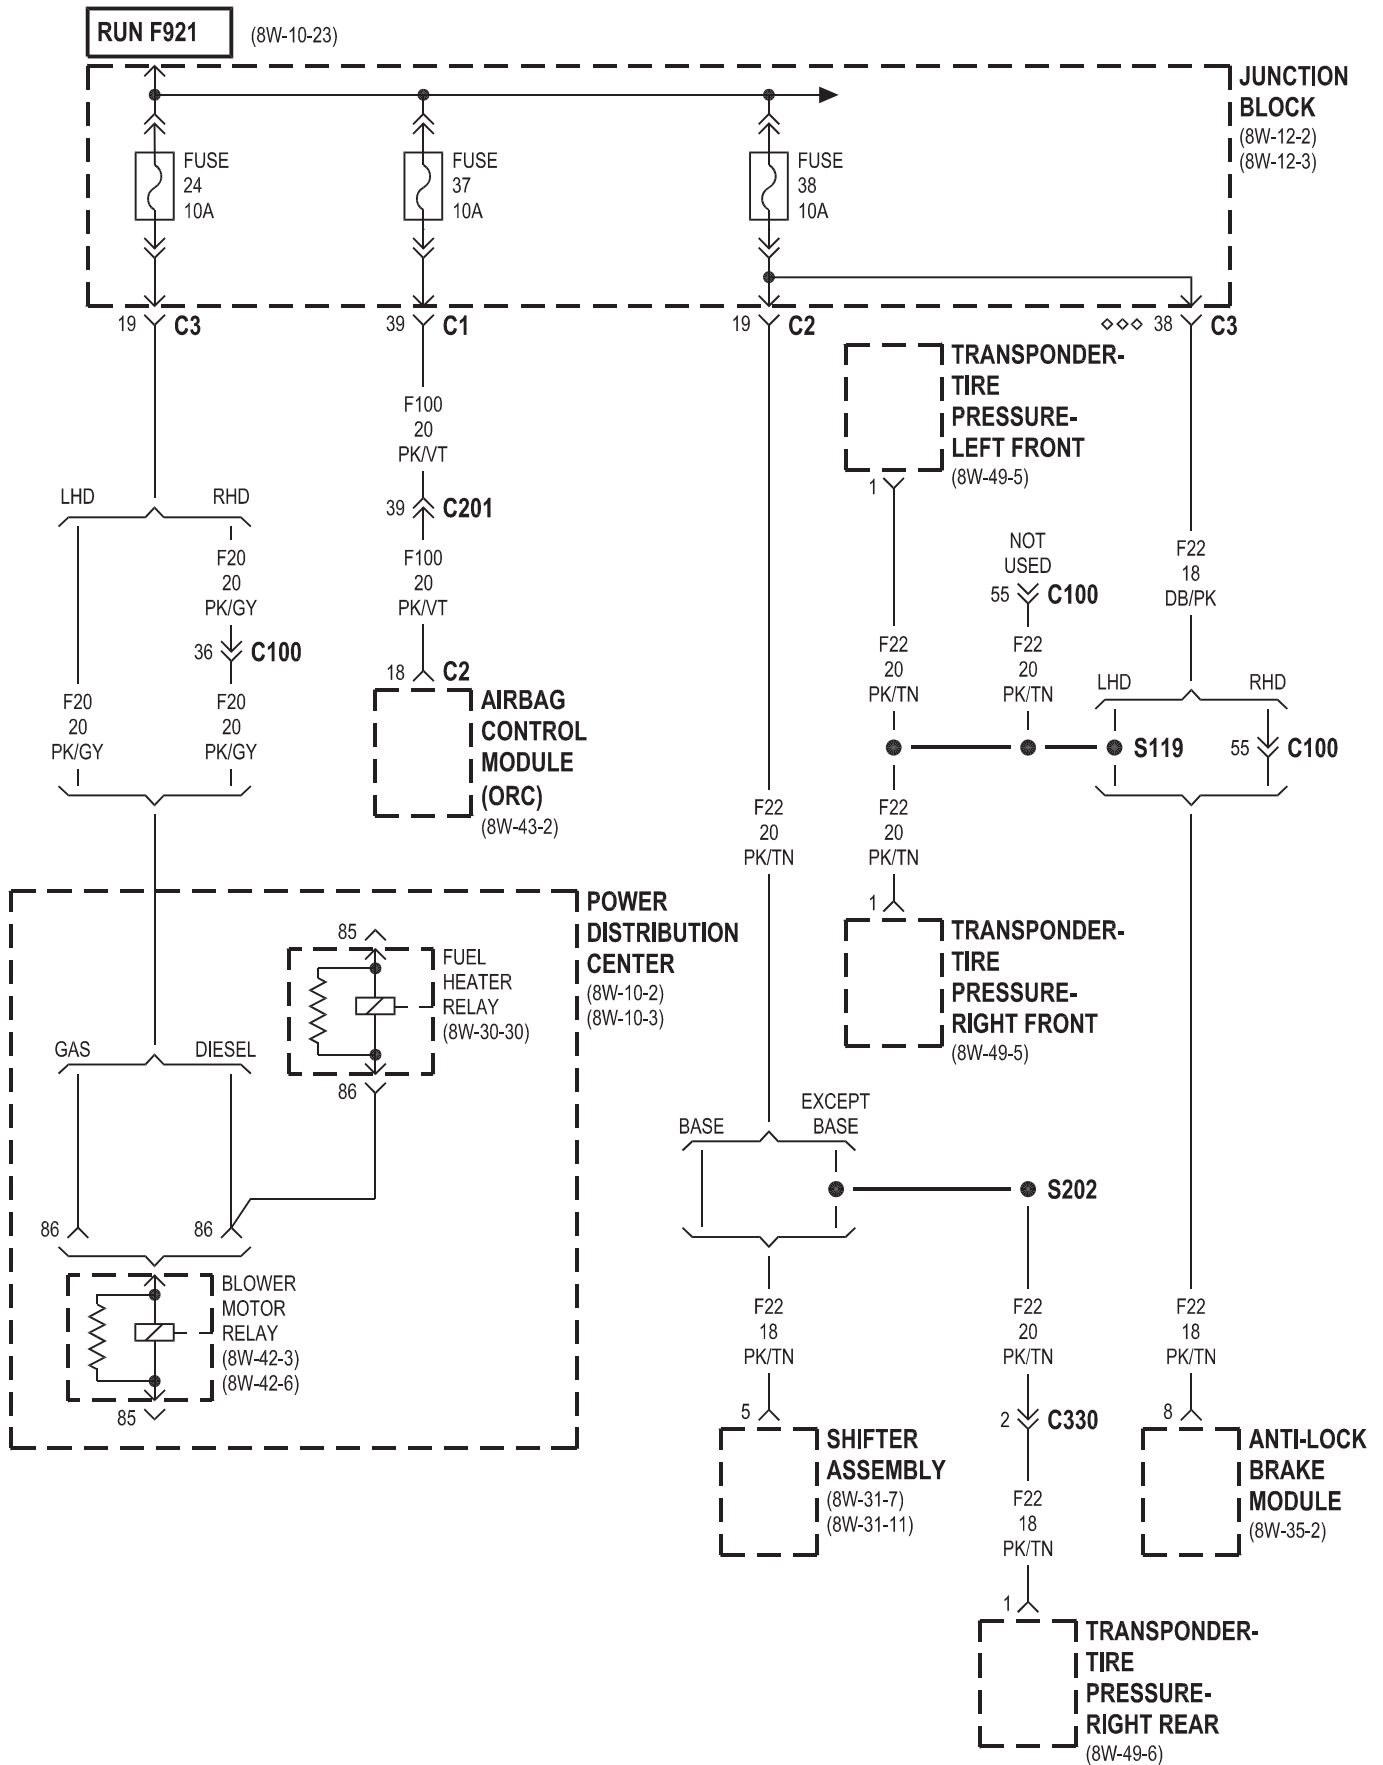 RUN F921
(8W-10-23)
JUNCTION
BLOCK
(8W-12-2)
(8W-12-3)
FUSE
24
10A
FUSE
37
10A
FUSE
38
10A
19
C3
39
C1
19
C2
38
C3
F100
20
PK/VT
39
C201
F100
20
PK/VT
18
C2
AIRBAG
CONTROL
MODULE
(ORC)
(8W-43-2)
LHD
RHD
F20
20
PK/GY
36
C100
F20
20
PK/GY
F20
20
PK/GY
TRANSPONDER-
TIRE
PRESSURE-
LEFT FRONT
(8W-49-5)
1
NOT
USED
55
C100
F22
18
DB/PK
F22
20
PK/TN
F22
20
PK/TN
LHD
RHD
S119
55
C100
F22
20
PK/TN
F22
20
PK/TN
1
TRANSPONDER-
TIRE
PRESSURE-
RIGHT FRONT
(8W-49-5)
POWER
DISTRIBUTION
CENTER
(8W-10-2)
(8W-10-3)
85
FUEL
HEATER
RELAY
(8W-30-30)
86
GAS
DIESEL
86
86
BLOWER
MOTOR
RELAY
(8W-42-3)
(8W-42-6)
85
BASE
EXCEPT
BASE
S202
F22
18
PK/TN
F22
20
PK/TN
F22
18
PK/TN
5
2
C330
8
SHIFTER
ASSEMBLY
(8W-31-7)
(8W-31-11)
F22
18
PK/TN
ANTI-LOCK
BRAKE
MODULE
(8W-35-2)
1
TRANSPONDER-
TIRE
PRESSURE-
RIGHT REAR
(8W-49-6)